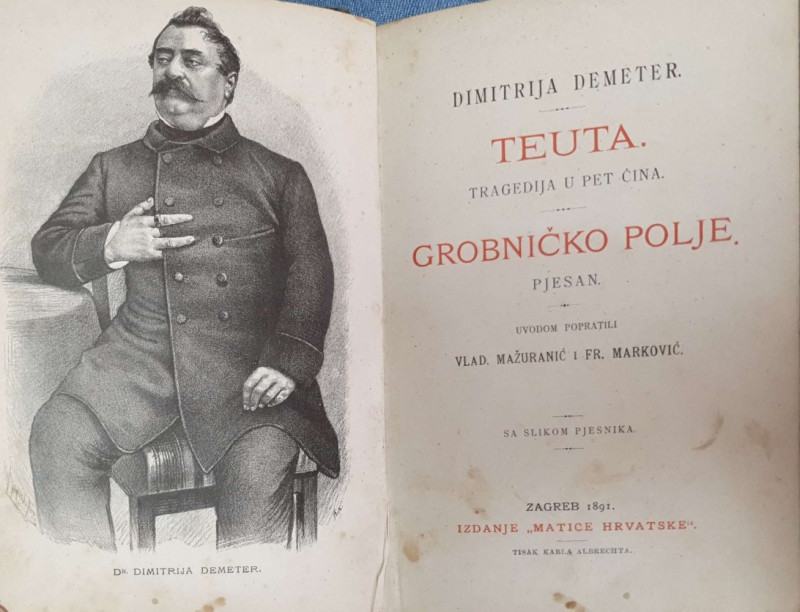 DR. DIMITRIJA DEMETER.
DIMITRIJA DEMETER.
TEUTA.
TRAGEDIJA U PET ČINA.
GROBNIČKO POLJE.
PJESAN.
UVODOM POPRATILI
VLAD. MAŽURANIĆ I FR. MARKOVIĆ.
SA SLIKOM PJESNIKA.
ZAGREB 1891.
IZDANJE „MATICE HRVATSKE“.
TISAK KARLA ALBRECHTA.